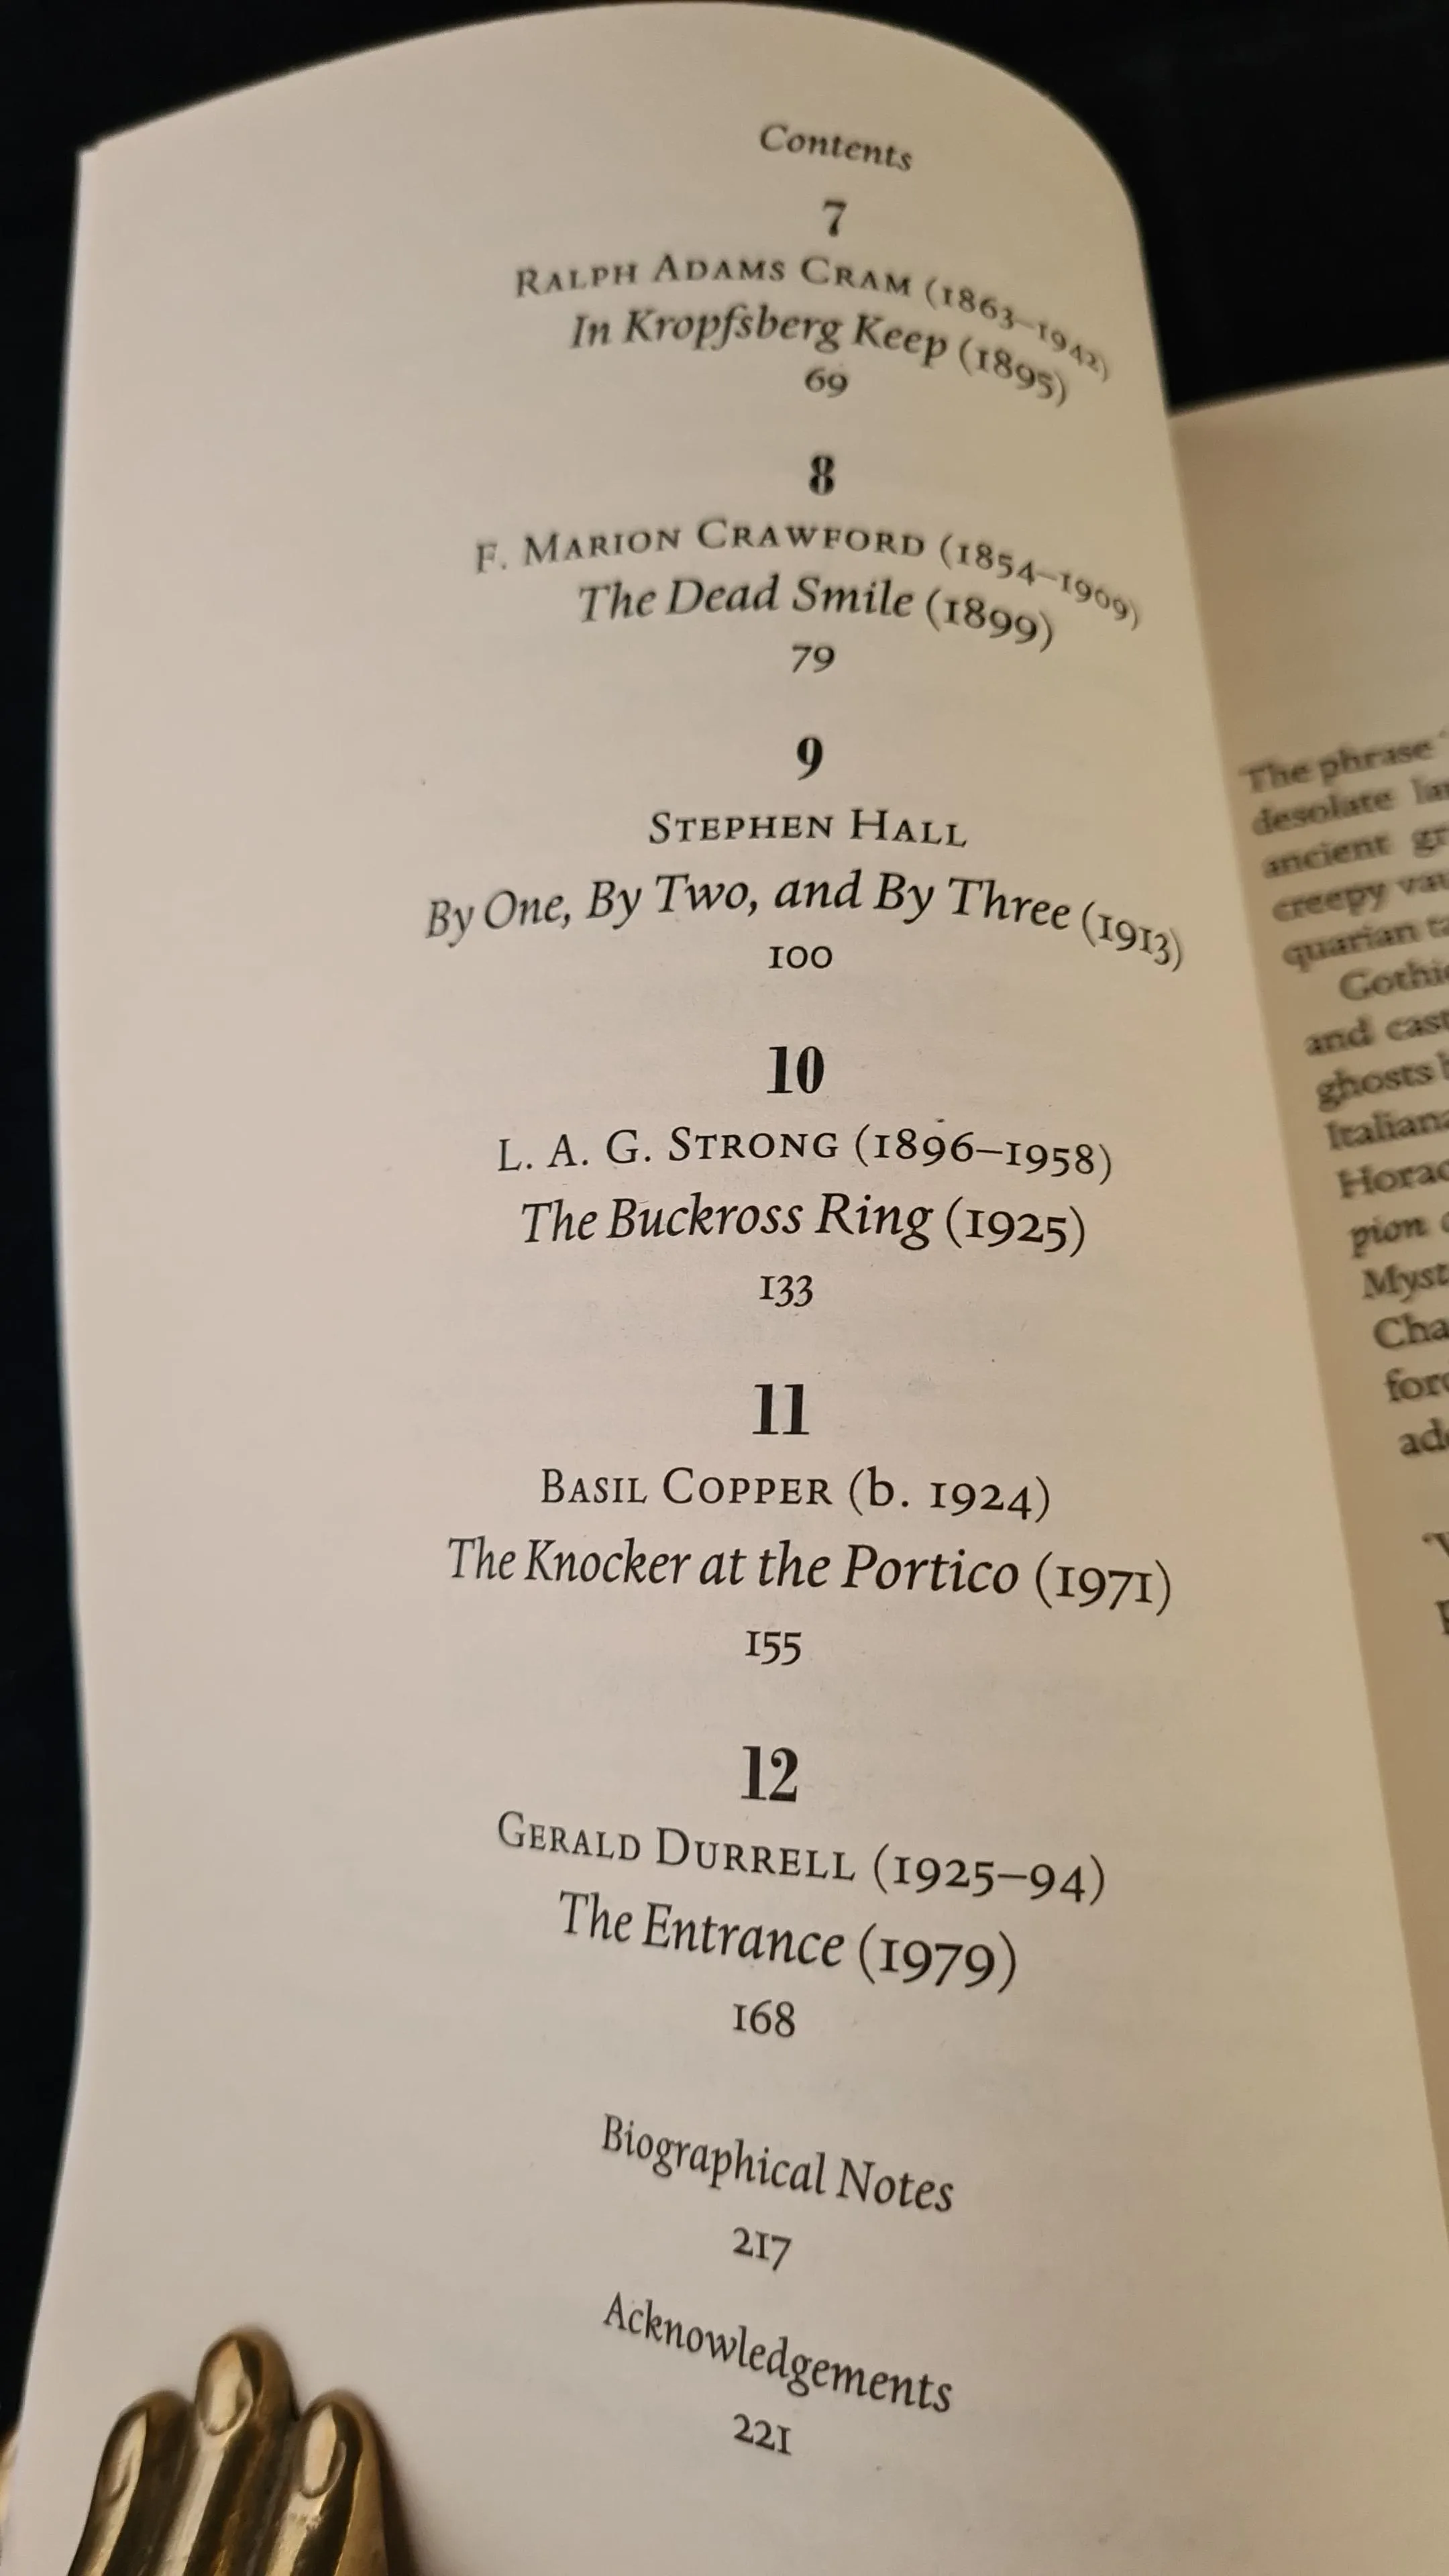 Contents
7
RALPH ADAMS CRAM (1863–1942)
In Kropfsberg Keep (1895)
69
8
F. MARION CRAWFORD (1854–1909)
The Dead Smile (1899)
79
9
STEPHEN HALL
By One, By Two, and By Three (1913)
100
10
L. A. G. STRONG (1896–1958)
The Buckross Ring (1925)
133
11
BASIL COPPER (b. 1924)
The Knocker at the Portico (1971)
155
12
GERALD DURRELL (1925–94)
The Entrance (1979)
168
Biographical Notes
217
Acknowledgements
221
The phrase
desolate
ancient
creepy
quarian
Gothi
and cast
ghosts
Italian
Horac
pion
Myst
Cha
for
ad